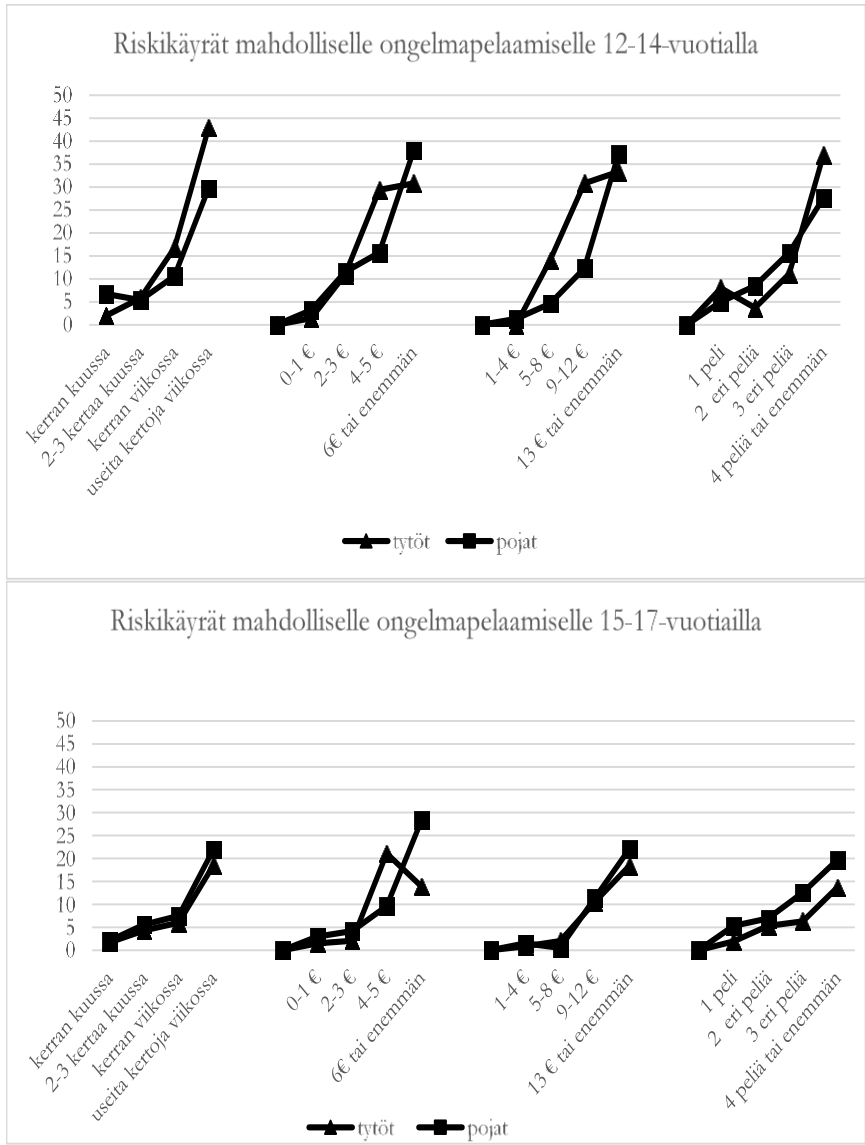 Riskikäyrät mahdolliselle ongelmapelaamiselle 12-14-vuotialla
50
45
40
35
30
25
20
15
10
5
0
kerran kuussa
2-3 kertaa kuussa
kerran viikossa
useita kertoja viikossa
0-1 €
2-3 €
4-5 €
6€ tai enemmän
1-4 €
5-8 €
9-12 €
13 € tai enemmän
1 peli
2 eri peliä
3 eri peliä
4 peliä tai enemmän
tytöt
pojat
Riskikäyrät mahdolliselle ongelmapelaamiselle 15-17-vuotiailla
50
45
40
35
30
25
20
15
10
5
0
kerran kuussa
2-3 kertaa kuussa
kerran viikossa
useita kertoja viikossa
0-1 €
2-3 €
4-5 €
6€ tai enemmän
1-4 €
5-8 €
9-12 €
13 € tai enemmän
1 peli
2 eri peliä
3 eri peliä
4 peliä tai enemmän
tytöt
pojat